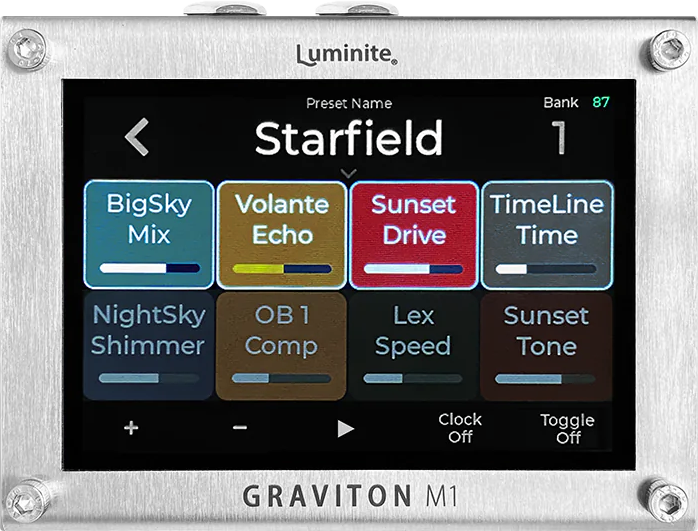 Luminite®
Preset Name
Bank 87
Starfield
1
BigSky
Mix
Volante
Echo
Sunset
Drive
TimeLine
Time
NightSky
Shimmer
OB 1
Comp
Lex
Speed
Sunset
Tone
+
−
Clock
Off
Toggle
Off
GRAVITON M1